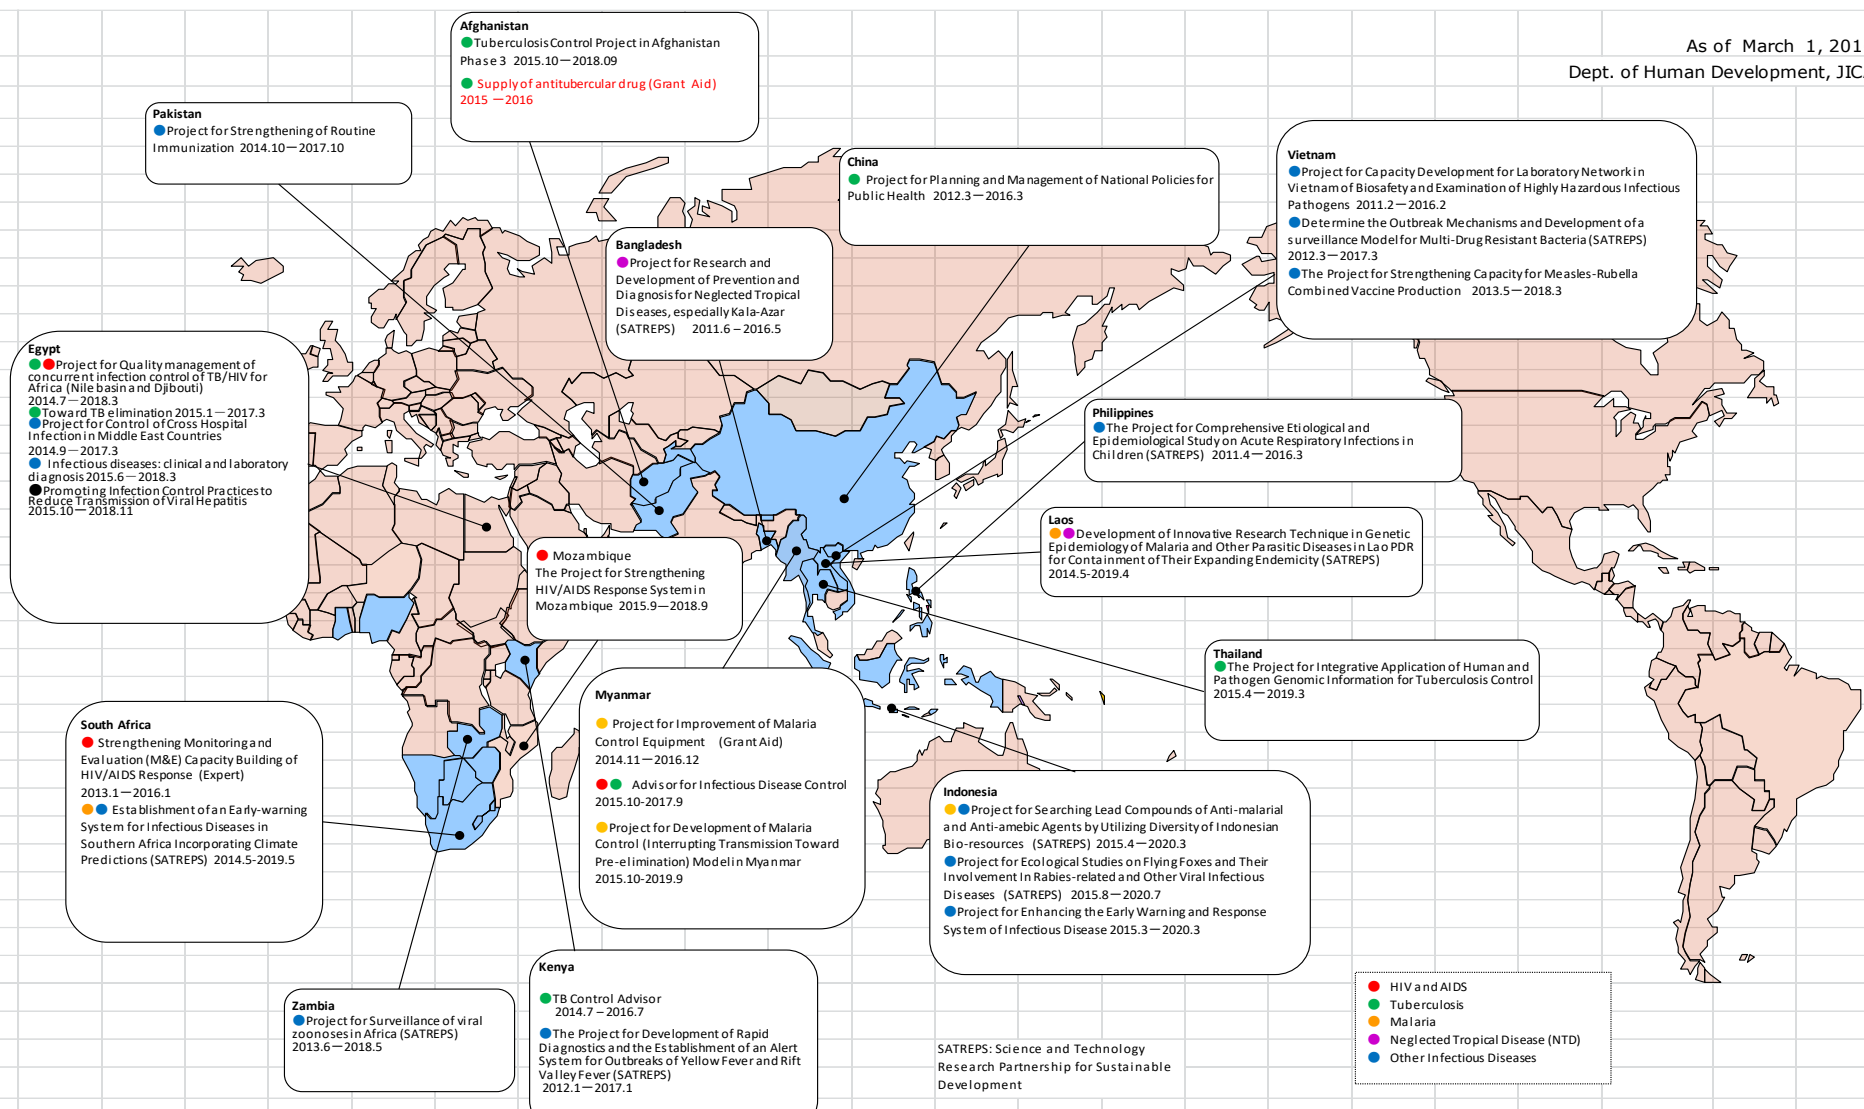 As of March 1, 201
Dept. of Human Development, JIC
Afghanistan
Tuberculosis Control Project in Afghanistan
Phase 3 2015.10－2018.09
Supply of antitubercular drug (Grant Aid)
2015 －2016
Pakistan
Project for Strengthening of Routine
Immunization 2014.10－2017.10
China
Project for Planning and Management of National Policies for
Public Health 2012.3－2016.3
Vietnam
Project for Capacity Development for Laboratory Network in
Vietnam of Biosafety and Examination of Highly Hazardous Infectious
Pathogens 2011.2－2016.2
Determine the Outbreak Mechanisms and Development of a
surveillance Model for Multi-Drug Resistant Bacteria (SATREPS)
2012.3－2017.3
The Project for Strengthening Capacity for Measles-Rubella
Combined Vaccine Production 2013.5－2018.3
Bangladesh
Project for Research and
Development of Prevention and
Diagnosis for Neglected Tropical
Diseases, especially Kala-Azar
(SATREPS) 2011.6－2016.5
Egypt
Project for Quality management of
concurrent infection control of TB/HIV for
Africa (Nile basin and Djibouti)
2014.7－2018.3
Toward TB elimination 2015.1－2017.3
Project for Control of Cross Hospital
Infection in Middle East Countries
2014.9－2017.3
Infectious diseases: clinical and laboratory
diagnosis 2015.6－2018.3
Promoting Infection Control Practices to
Reduce Transmission of Viral Hepatitis
2015.10－2018.11
Philippines
The Project for Comprehensive Etiological and
Epidemiological Study on Acute Respiratory Infections in
Children (SATREPS) 2011.4－2016.3
Laos
Development of Innovative Research Technique in Genetic
Epidemiology of Malaria and Other Parasitic Diseases in Lao PDR
for Containment of Their Expanding Endemicity (SATREPS)
2014.5-2019.4
Mozambique
The Project for Strengthening
HIV/AIDS Response System in
Mozambique 2015.9－2018.9
Thailand
The Project for Integrative Application of Human and
Pathogen Genomic Information for Tuberculosis Control
2015.4－2019.3
Myanmar
Project for Improvement of Malaria
Control Equipment (Grant Aid)
2014.11－2016.12
Advisor for Infectious Disease Control
2015.10-2017.9
Project for Development of Malaria
Control (Interrupting Transmission Toward
Pre-elimination) Model in Myanmar
2015.10-2019.9
South Africa
Strengthening Monitoring and
Evaluation (M&E) Capacity Building of
HIV/AIDS Response (Expert)
2013.1－2016.1
Establishment of an Early-warning
System for Infectious Diseases in
Southern Africa Incorporating Climate
Predictions (SATREPS) 2014.5-2019.5
Indonesia
Project for Searching Lead Compounds of Anti-malarial
and Anti-amebic Agents by Utilizing Diversity of Indonesian
Bio-resources (SATREPS) 2015.4－2020.3
Project for Ecological Studies on Flying Foxes and Their
Involvement In Rabies-related and Other Viral Infectious
Diseases (SATREPS) 2015.8－2020.7
Project for Enhancing the Early Warning and Response
System of Infectious Disease 2015.3－2020.3
Zambia
Project for Surveillance of viral
zoonoses in Africa (SATREPS)
2013.6－2018.5
Kenya
TB Control Advisor
2014.7－2016.7
The Project for Development of Rapid
Diagnostics and the Establishment of an Alert
System for Outbreaks of Yellow Fever and Rift
Valley Fever (SATREPS)
2012.1－2017.1
SATREPS: Science and Technology
Research Partnership for Sustainable
Development
HIV and AIDS
Tuberculosis
Malaria
Neglected Tropical Disease (NTD)
Other Infectious Diseases